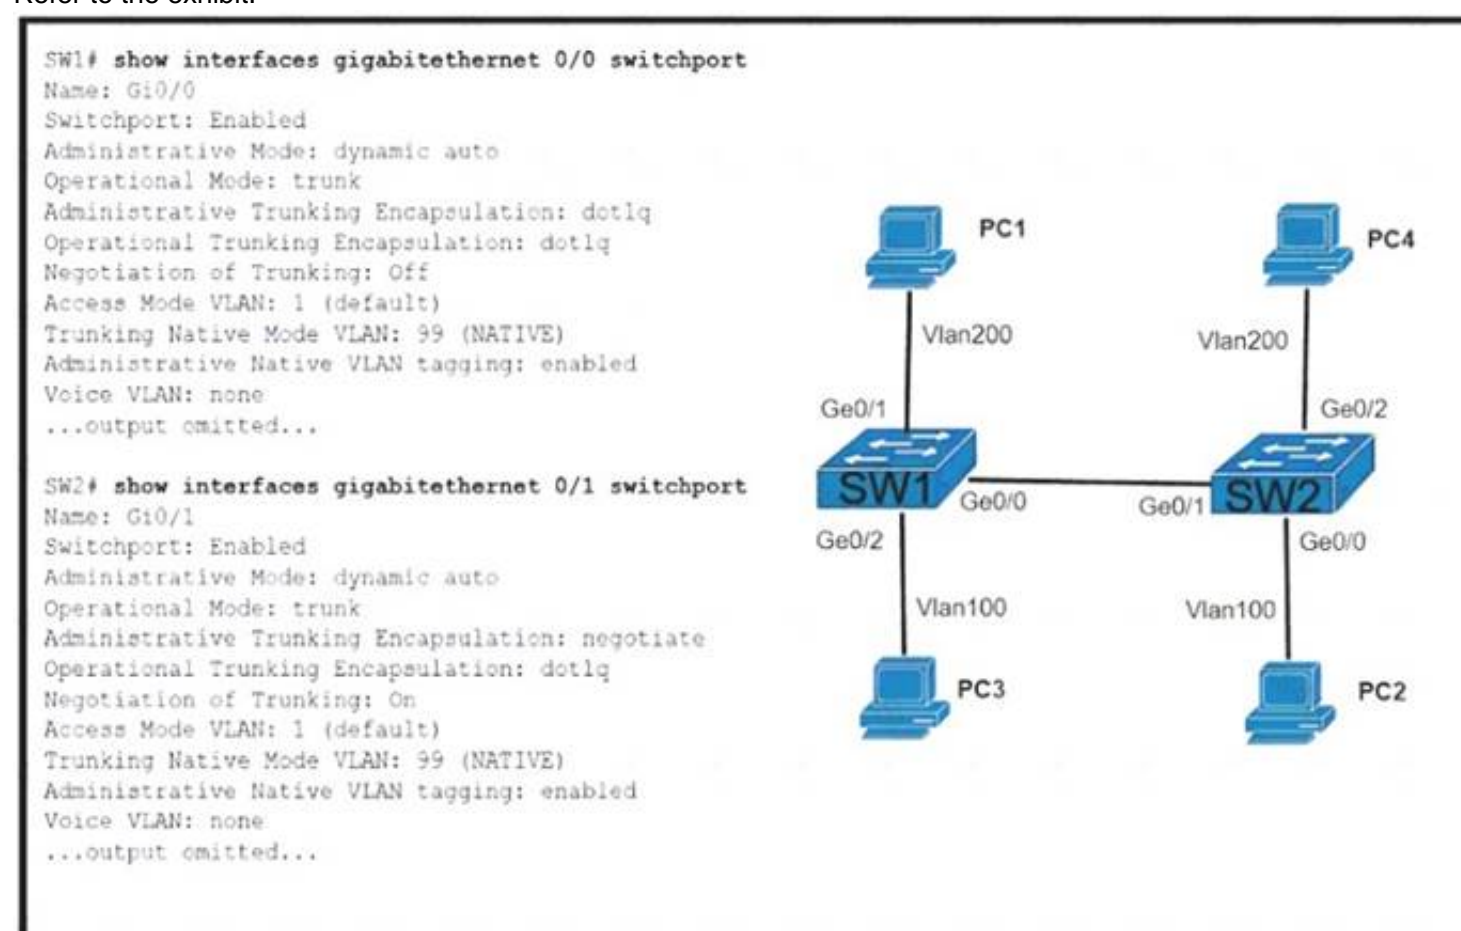 Refer to the exhibit.
SW1# show interfaces gigabitethernet 0/0 switchport
Name: Gi0/0
Switchport: Enabled
Administrative Mode: dynamic auto
Operational Mode: trunk
Administrative Trunking Encapsulation: dot1q
Operational Trunking Encapsulation: dot1q
Negotiation of Trunking: Off
Access Mode VLAN: 1 (default)
Trunking Native Mode VLAN: 99 (NATIVE)
Administrative Native VLAN tagging: enabled
Voice VLAN: none
...output omitted...
SW2# show interfaces gigabitethernet 0/1 switchport
Name: Gi0/1
Switchport: Enabled
Administrative Mode: dynamic auto
Operational Mode: trunk
Administrative Trunking Encapsulation: negotiate
Operational Trunking Encapsulation: dot1q
Negotiation of Trunking: On
Access Mode VLAN: 1 (default)
Trunking Native Mode VLAN: 99 (NATIVE)
Administrative Native VLAN tagging: enabled
Voice VLAN: none
...output omitted...
PC1
PC4
Vlan200
Vlan200
Ge0/1
Ge0/2
SW1
Ge0/0
Ge0/1
SW2
Ge0/2
Ge0/0
Vlan100
Vlan100
PC3
PC2